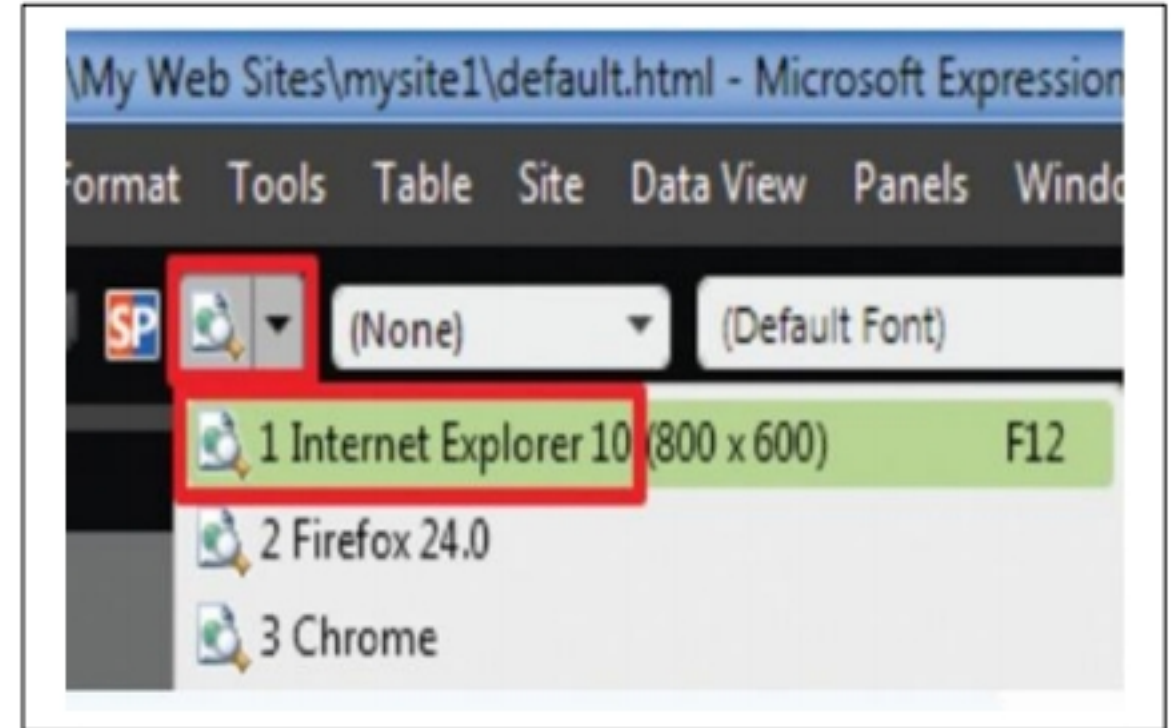 \My Web Sites\mysite1\default.html - Microsoft Expression
Format Tools Table Site Data View Panels Windo
SP (None) (Default Font)
1 Internet Explorer 10 (800 x 600) F12
2 Firefox 24.0
3 Chrome